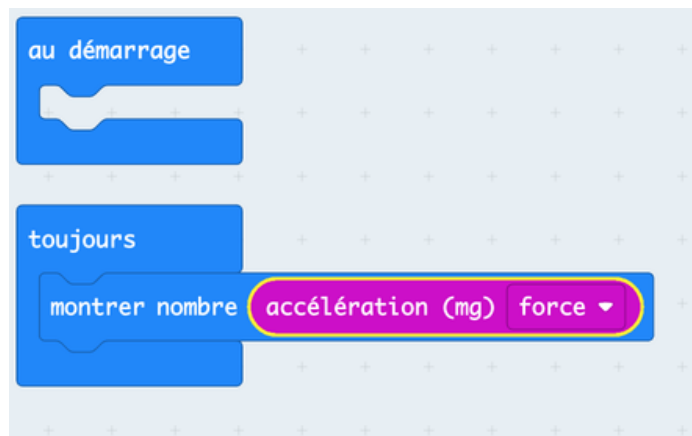 au démarrage
toujours
montrer nombre accélération (mg) force